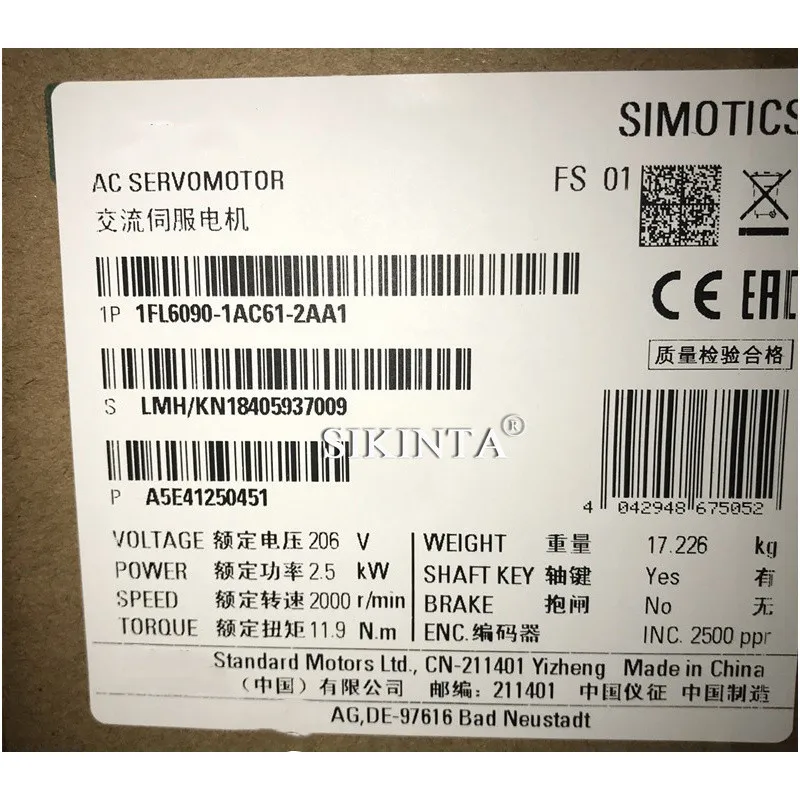 SIMOTICS
AC SERVOMOTOR
FS 01
交流伺服电机
1P 1FL6090-1AC61-2AA1
CE EAC
质量检验合格
S LMH/KN18405937009
SIKINTA®
P A5E41250451
4 042948 675052
VOLTAGE 额定电压 206 V
POWER 额定功率 2.5 kW
SPEED 额定转速 2000 r/min
TORQUE 额定扭矩 11.9 N.m
WEIGHT 重量 17.226 kg
SHAFT KEY 轴键 Yes 有
BRAKE 抱闸 No 无
ENC. 编码器 INC. 2500 ppr
Standard Motors Ltd., CN-211401 Yizheng Made in China
（中国）有限公司 邮编：211401 中国仪征 中国制造
AG,DE-97616 Bad Neustadt